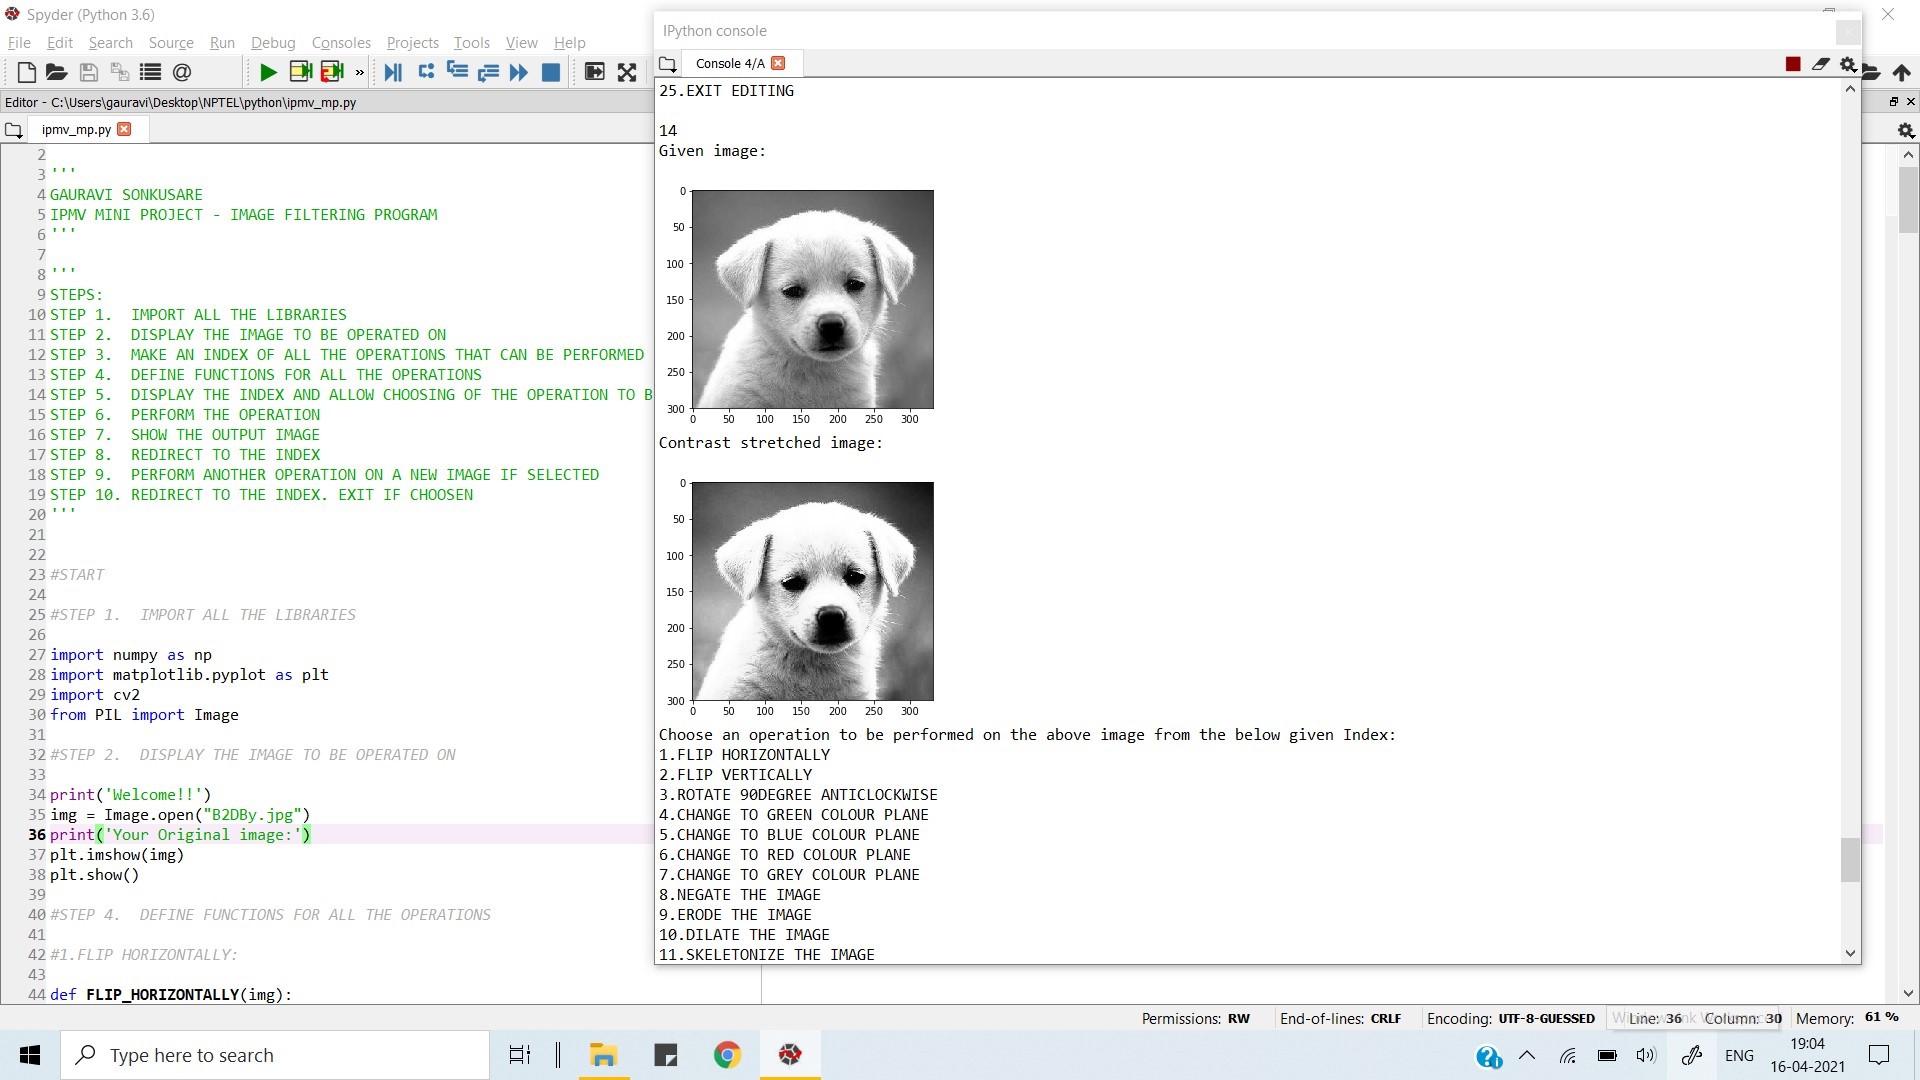 Spyder (Python 3.6)
File Edit Search Source Run Debug Consoles Projects Tools View Help
Editor - C:\Users\gauravi\Desktop\NPTEL\python\ipmv_mp.py
ipmv_mp.py
2
3 '''
4 GAURAVI SONKUSARE
5 IPMV MINI PROJECT - IMAGE FILTERING PROGRAM
6 '''
7
8 '''
9 STEPS:
10 STEP 1.  IMPORT ALL THE LIBRARIES
11 STEP 2.  DISPLAY THE IMAGE TO BE OPERATED ON
12 STEP 3.  MAKE AN INDEX OF ALL THE OPERATIONS THAT CAN BE PERFORMED
13 STEP 4.  DEFINE FUNCTIONS FOR ALL THE OPERATIONS
14 STEP 5.  DISPLAY THE INDEX AND ALLOW CHOOSING OF THE OPERATION TO B
15 STEP 6.  PERFORM THE OPERATION
16 STEP 7.  SHOW THE OUTPUT IMAGE
17 STEP 8.  REDIRECT TO THE INDEX
18 STEP 9.  PERFORM ANOTHER OPERATION ON A NEW IMAGE IF SELECTED
19 STEP 10. REDIRECT TO THE INDEX. EXIT IF CHOOSEN
20 '''
21
22
23 #START
24
25 #STEP 1.  IMPORT ALL THE LIBRARIES
26
27 import numpy as np
28 import matplotlib.pyplot as plt
29 import cv2
30 from PIL import Image
31
32 #STEP 2.  DISPLAY THE IMAGE TO BE OPERATED ON
33
34 print('Welcome!!')
35 img = Image.open("B2DBy.jpg")
36 print('Your Original image:')
37 plt.imshow(img)
38 plt.show()
39
40 #STEP 4.  DEFINE FUNCTIONS FOR ALL THE OPERATIONS
41
42 #1.FLIP HORIZONTALLY:
43
44 def FLIP_HORIZONTALLY(img):
IPython console
Console 4/A
25.EXIT EDITING
14
Given image:
0
50
100
150
200
250
300
0 50 100 150 200 250 300
Contrast stretched image:
0
50
100
150
200
250
300
0 50 100 150 200 250 300
Choose an operation to be performed on the above image from the below given Index:
1.FLIP HORIZONTALLY
2.FLIP VERTICALLY
3.ROTATE 90DEGREE ANTICLOCKWISE
4.CHANGE TO GREEN COLOUR PLANE
5.CHANGE TO BLUE COLOUR PLANE
6.CHANGE TO RED COLOUR PLANE
7.CHANGE TO GREY COLOUR PLANE
8.NEGATE THE IMAGE
9.ERODE THE IMAGE
10.DILATE THE IMAGE
11.SKELETONIZE THE IMAGE
Permissions: RW End-of-lines: CRLF Encoding: UTF-8-GUESSED Line: 36 Column: 30 Memory: 61 %
Type here to search
ENG
19:04
16-04-2021